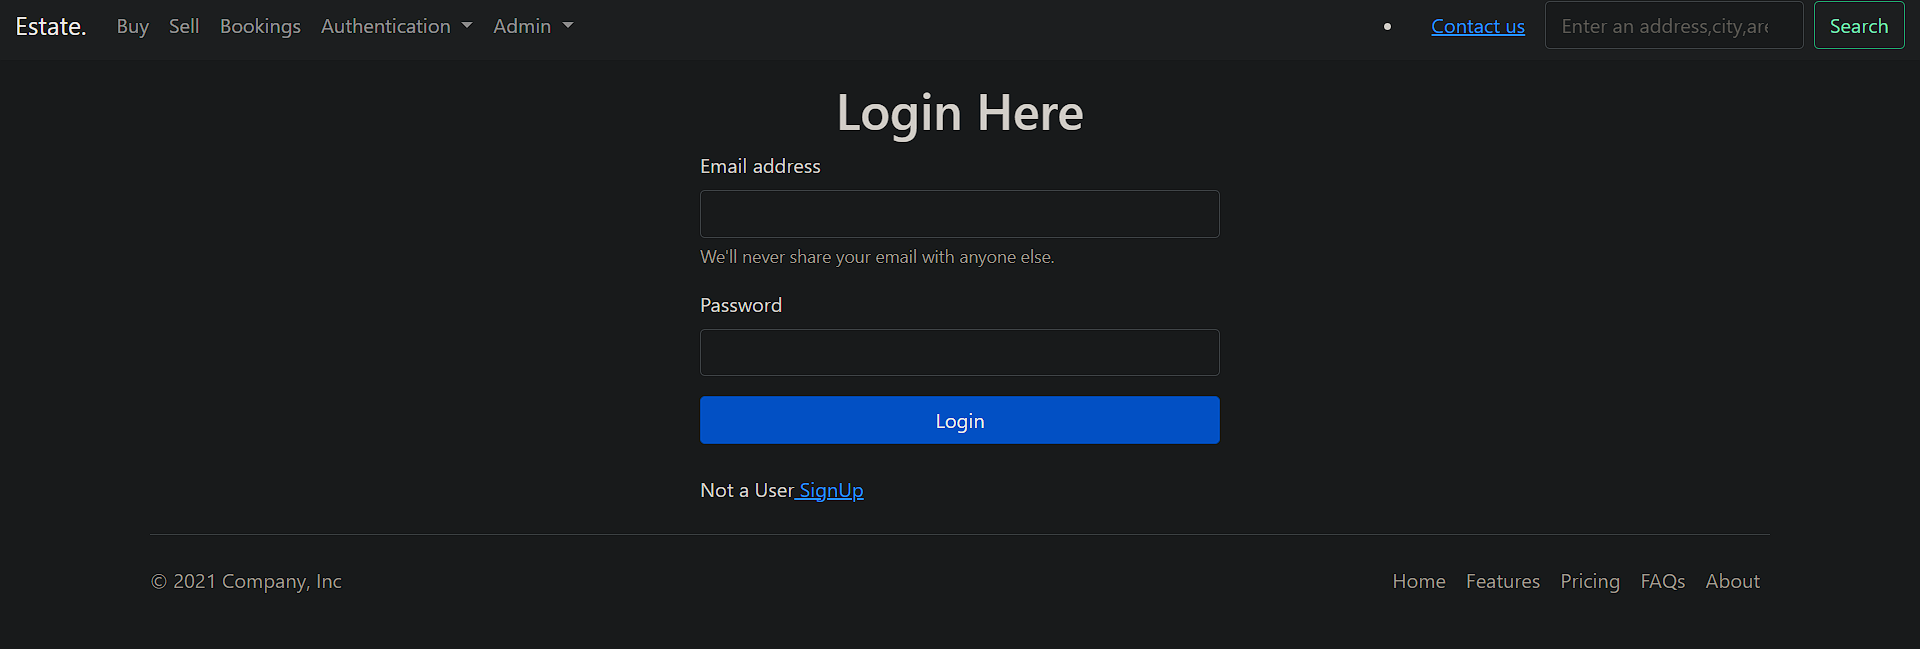 Estate. Buy Sell Bookings Authentication Admin • Contact us Enter an address,city,are Search
Login Here
Email address
We'll never share your email with anyone else.
Password
Login
Not a User SignUp
© 2021 Company, Inc Home Features Pricing FAQs About